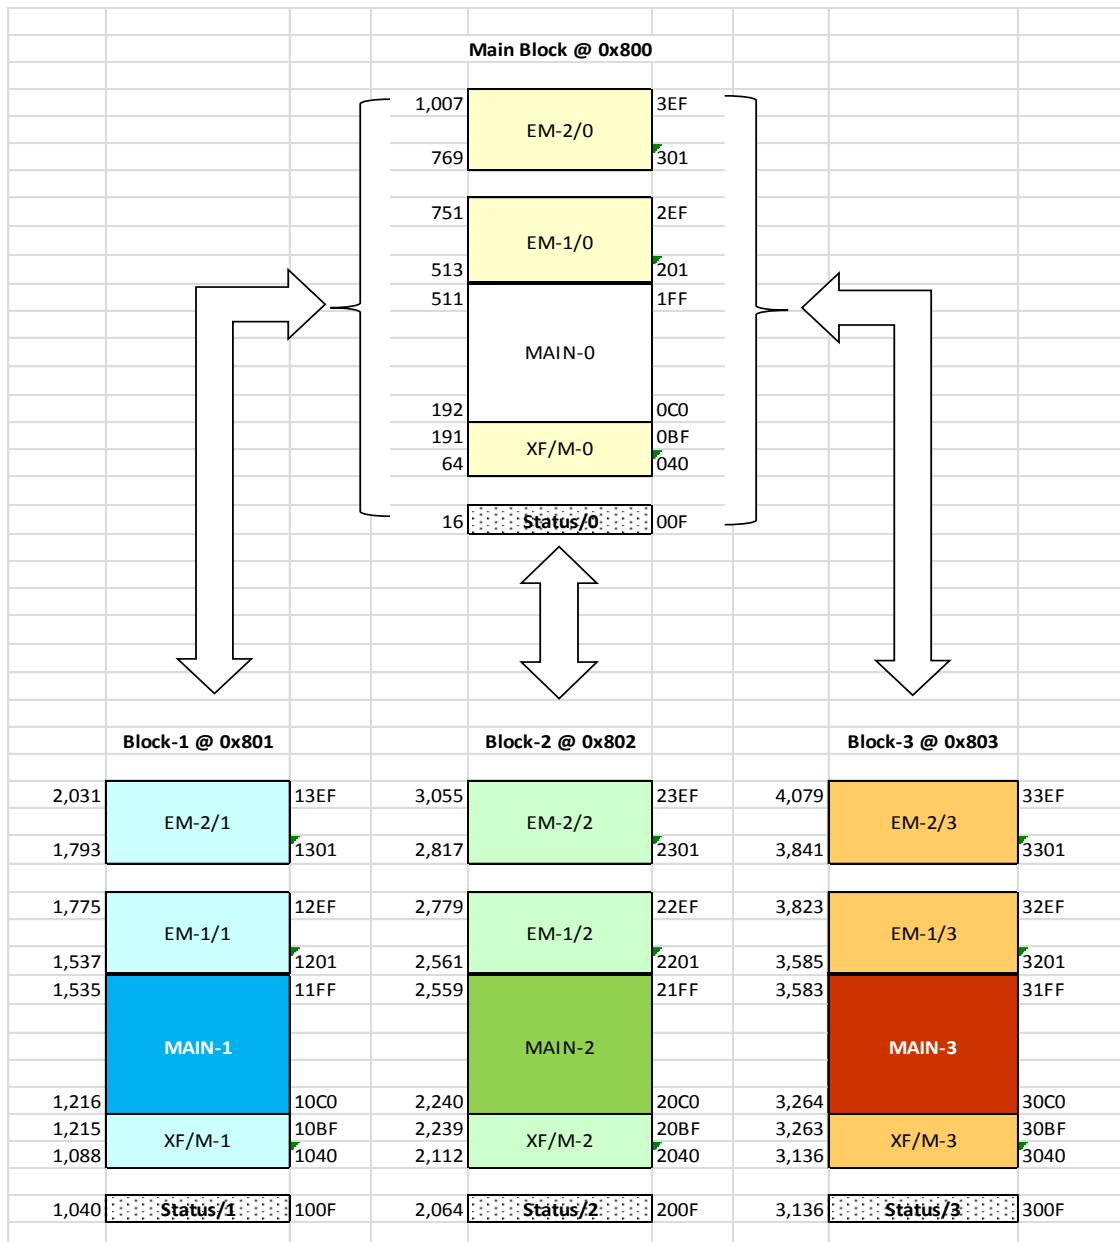 Main Block @ 0x800
1,007 3EF
EM-2/0
769 301
751 2EF
EM-1/0
513 201
511 1FF
MAIN-0
192 0C0
191 0BF
XF/M-0
64 040
16 Status/0 00F
Block-1 @ 0x801 Block-2 @ 0x802 Block-3 @ 0x803
2,031 13EF 3,055 23EF 4,079 33EF
EM-2/1 EM-2/2 EM-2/3
1,793 1301 2,817 2301 3,841 3301
1,775 12EF 2,779 22EF 3,823 32EF
EM-1/1 EM-1/2 EM-1/3
1,537 1201 2,561 2201 3,585 3201
1,535 11FF 2,559 21FF 3,583 31FF
MAIN-1 MAIN-2 MAIN-3
1,216 10C0 2,240 20C0 3,264 30C0
1,215 10BF 2,239 20BF 3,263 30BF
XF/M-1 XF/M-2 XF/M-3
1,088 1040 2,112 2040 3,136 3040
1,040 Status/1 100F 2,064 Status/2 200F 3,136 Status/3 300F